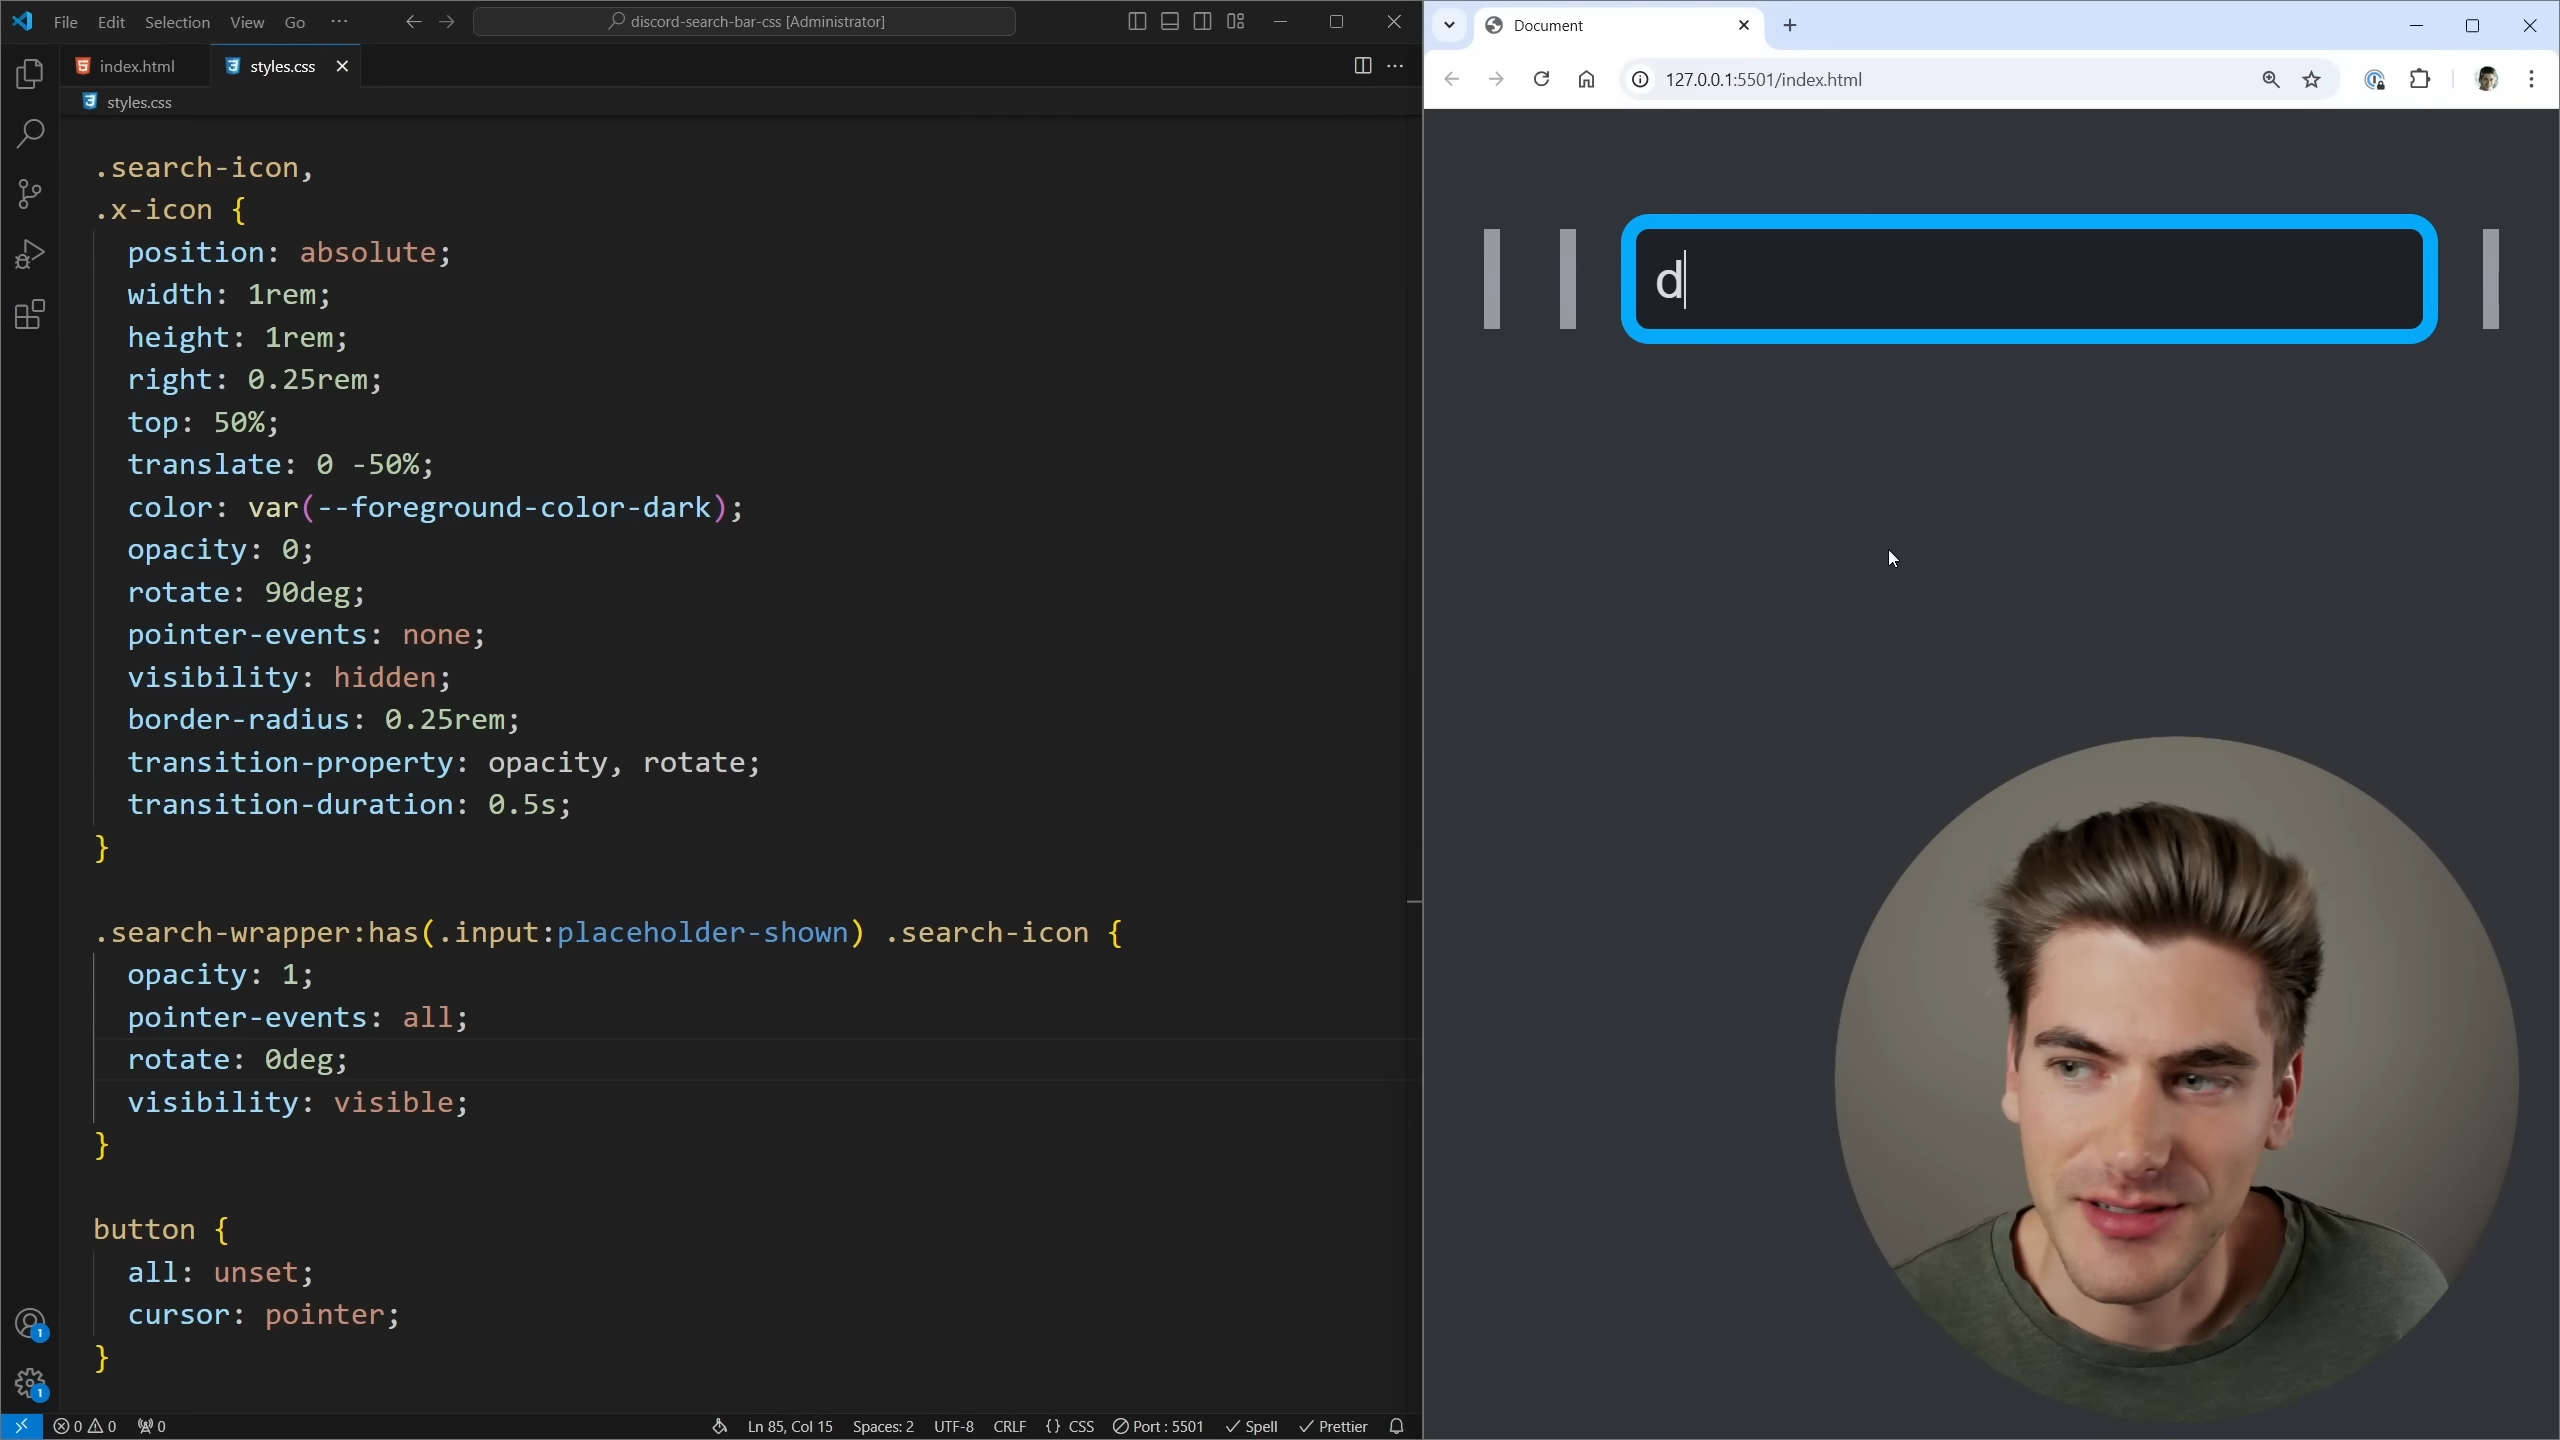 File Edit Selection View Go ··· discord-search-bar-css [Administrator]
index.html styles.css
styles.css
.search-icon,
.x-icon {
position: absolute;
width: 1rem;
height: 1rem;
right: 0.25rem;
top: 50%;
translate: 0 -50%;
color: var(--foreground-color-dark);
opacity: 0;
rotate: 90deg;
pointer-events: none;
visibility: hidden;
border-radius: 0.25rem;
transition-property: opacity, rotate;
transition-duration: 0.5s;
}
.search-wrapper:has(.input:placeholder-shown) .search-icon {
opacity: 1;
pointer-events: all;
rotate: 0deg;
visibility: visible;
}
button {
all: unset;
cursor: pointer;
}
1
1
0 0 0 Ln 85, Col 15 Spaces: 2 UTF-8 CRLF {} CSS Port : 5501 Spell Prettier
Document
127.0.0.1:5501/index.html
d